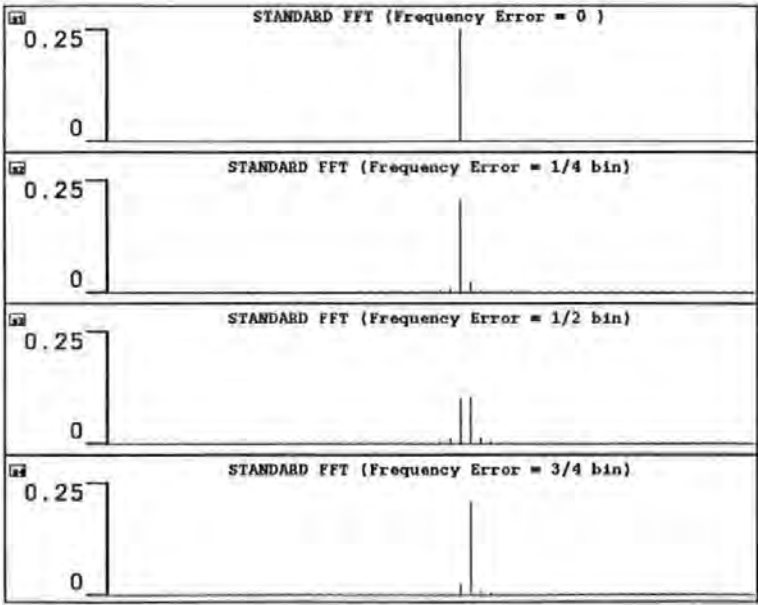 STANDARD FFT (Frequency Error = 0 )
0.25
0
STANDARD FFT (Frequency Error = 1/4 bin)
0.25
0
STANDARD FFT (Frequency Error = 1/2 bin)
0.25
0
STANDARD FFT (Frequency Error = 3/4 bin)
0.25
0